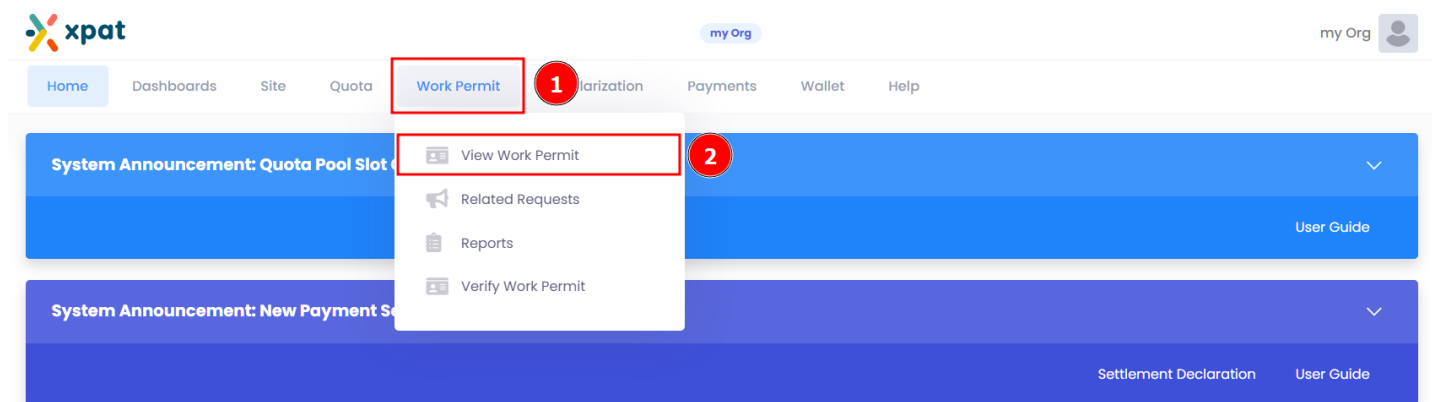 xpat
my Org
my Org
Home Dashboards Site Quota Work Permit 1 larization Payments Wallet Help
View Work Permit 2
Related Requests
Reports
Verify Work Permit
System Announcement: Quota Pool Slot
User Guide
System Announcement: New Payment S
Settlement Declaration User Guide